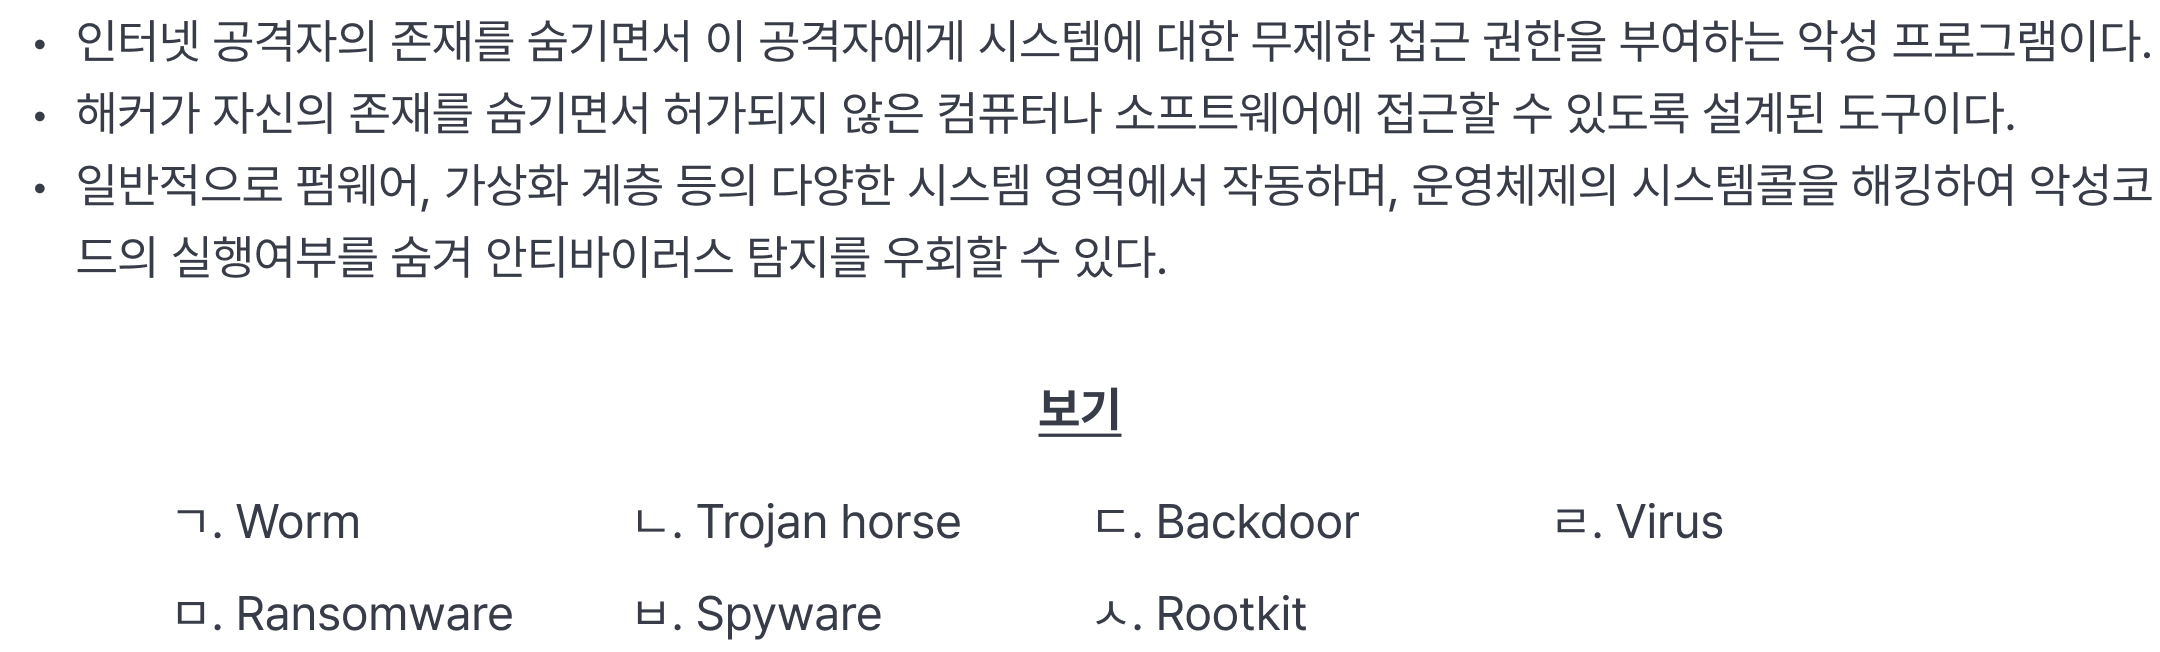 • 인터넷 공격자의 존재를 숨기면서 이 공격자에게 시스템에 대한 무제한 접근 권한을 부여하는 악성 프로그램이다.
• 해커가 자신의 존재를 숨기면서 허가되지 않은 컴퓨터나 소프트웨어에 접근할 수 있도록 설계된 도구이다.
• 일반적으로 펌웨어, 가상화 계층 등의 다양한 시스템 영역에서 작동하며, 운영체제의 시스템콜을 해킹하여 악성코
드의 실행여부를 숨겨 안티바이러스 탐지를 우회할 수 있다.
보기
ㄱ. Worm ㄴ. Trojan horse ㄷ. Backdoor ㄹ. Virus
ㅁ. Ransomware ㅂ. Spyware ㅅ. Rootkit